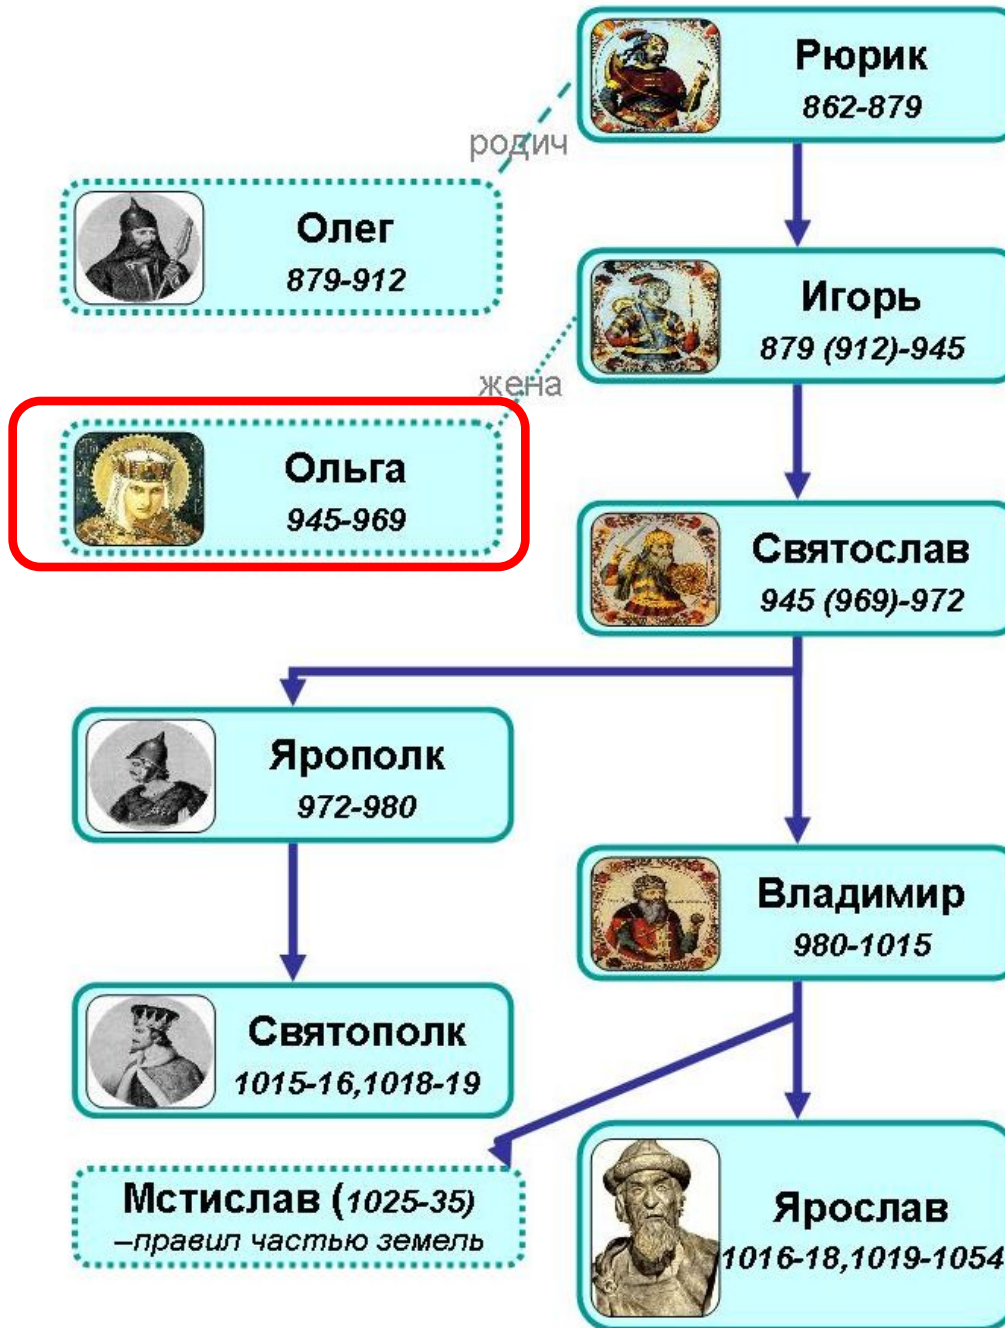 Рюрик
862-879
родич
Олег
879-912
Игорь
879 (912)-945
жена
Ольга
945-969
Святослав
945 (969)-972
Ярополк
972-980
Владимир
980-1015
Святополк
1015-16,1018-19
Мстислав (1025-35)
–правил частью земель
Ярослав
1016-18,1019-1054